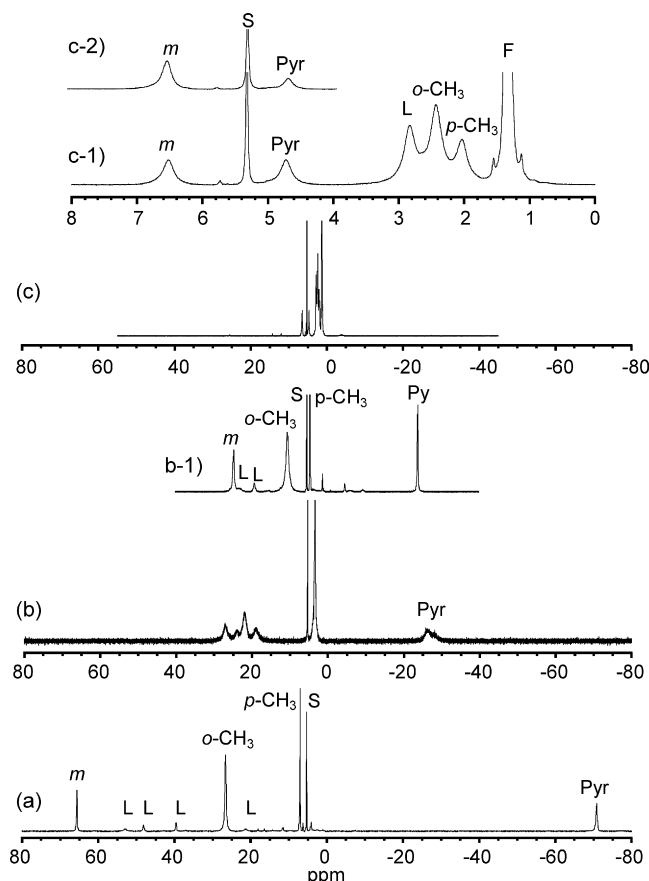 c-2)
m
S
Pyr
F
o-CH3
L
p-CH3
c-1)
m
Pyr
8 7 6 5 4 3 2 1 0
(c)
80 60 40 20 0 -20 -40 -60 -80
S p-CH3 Py
o-CH3
m
b-1)
L
L
(b)
Pyr
80 60 40 20 0 -20 -40 -60 -80
p-CH3 S
o-CH3
m
Pyr
(a)
L L L L
80 60 40 20 0 -20 -40 -60 -80
ppm